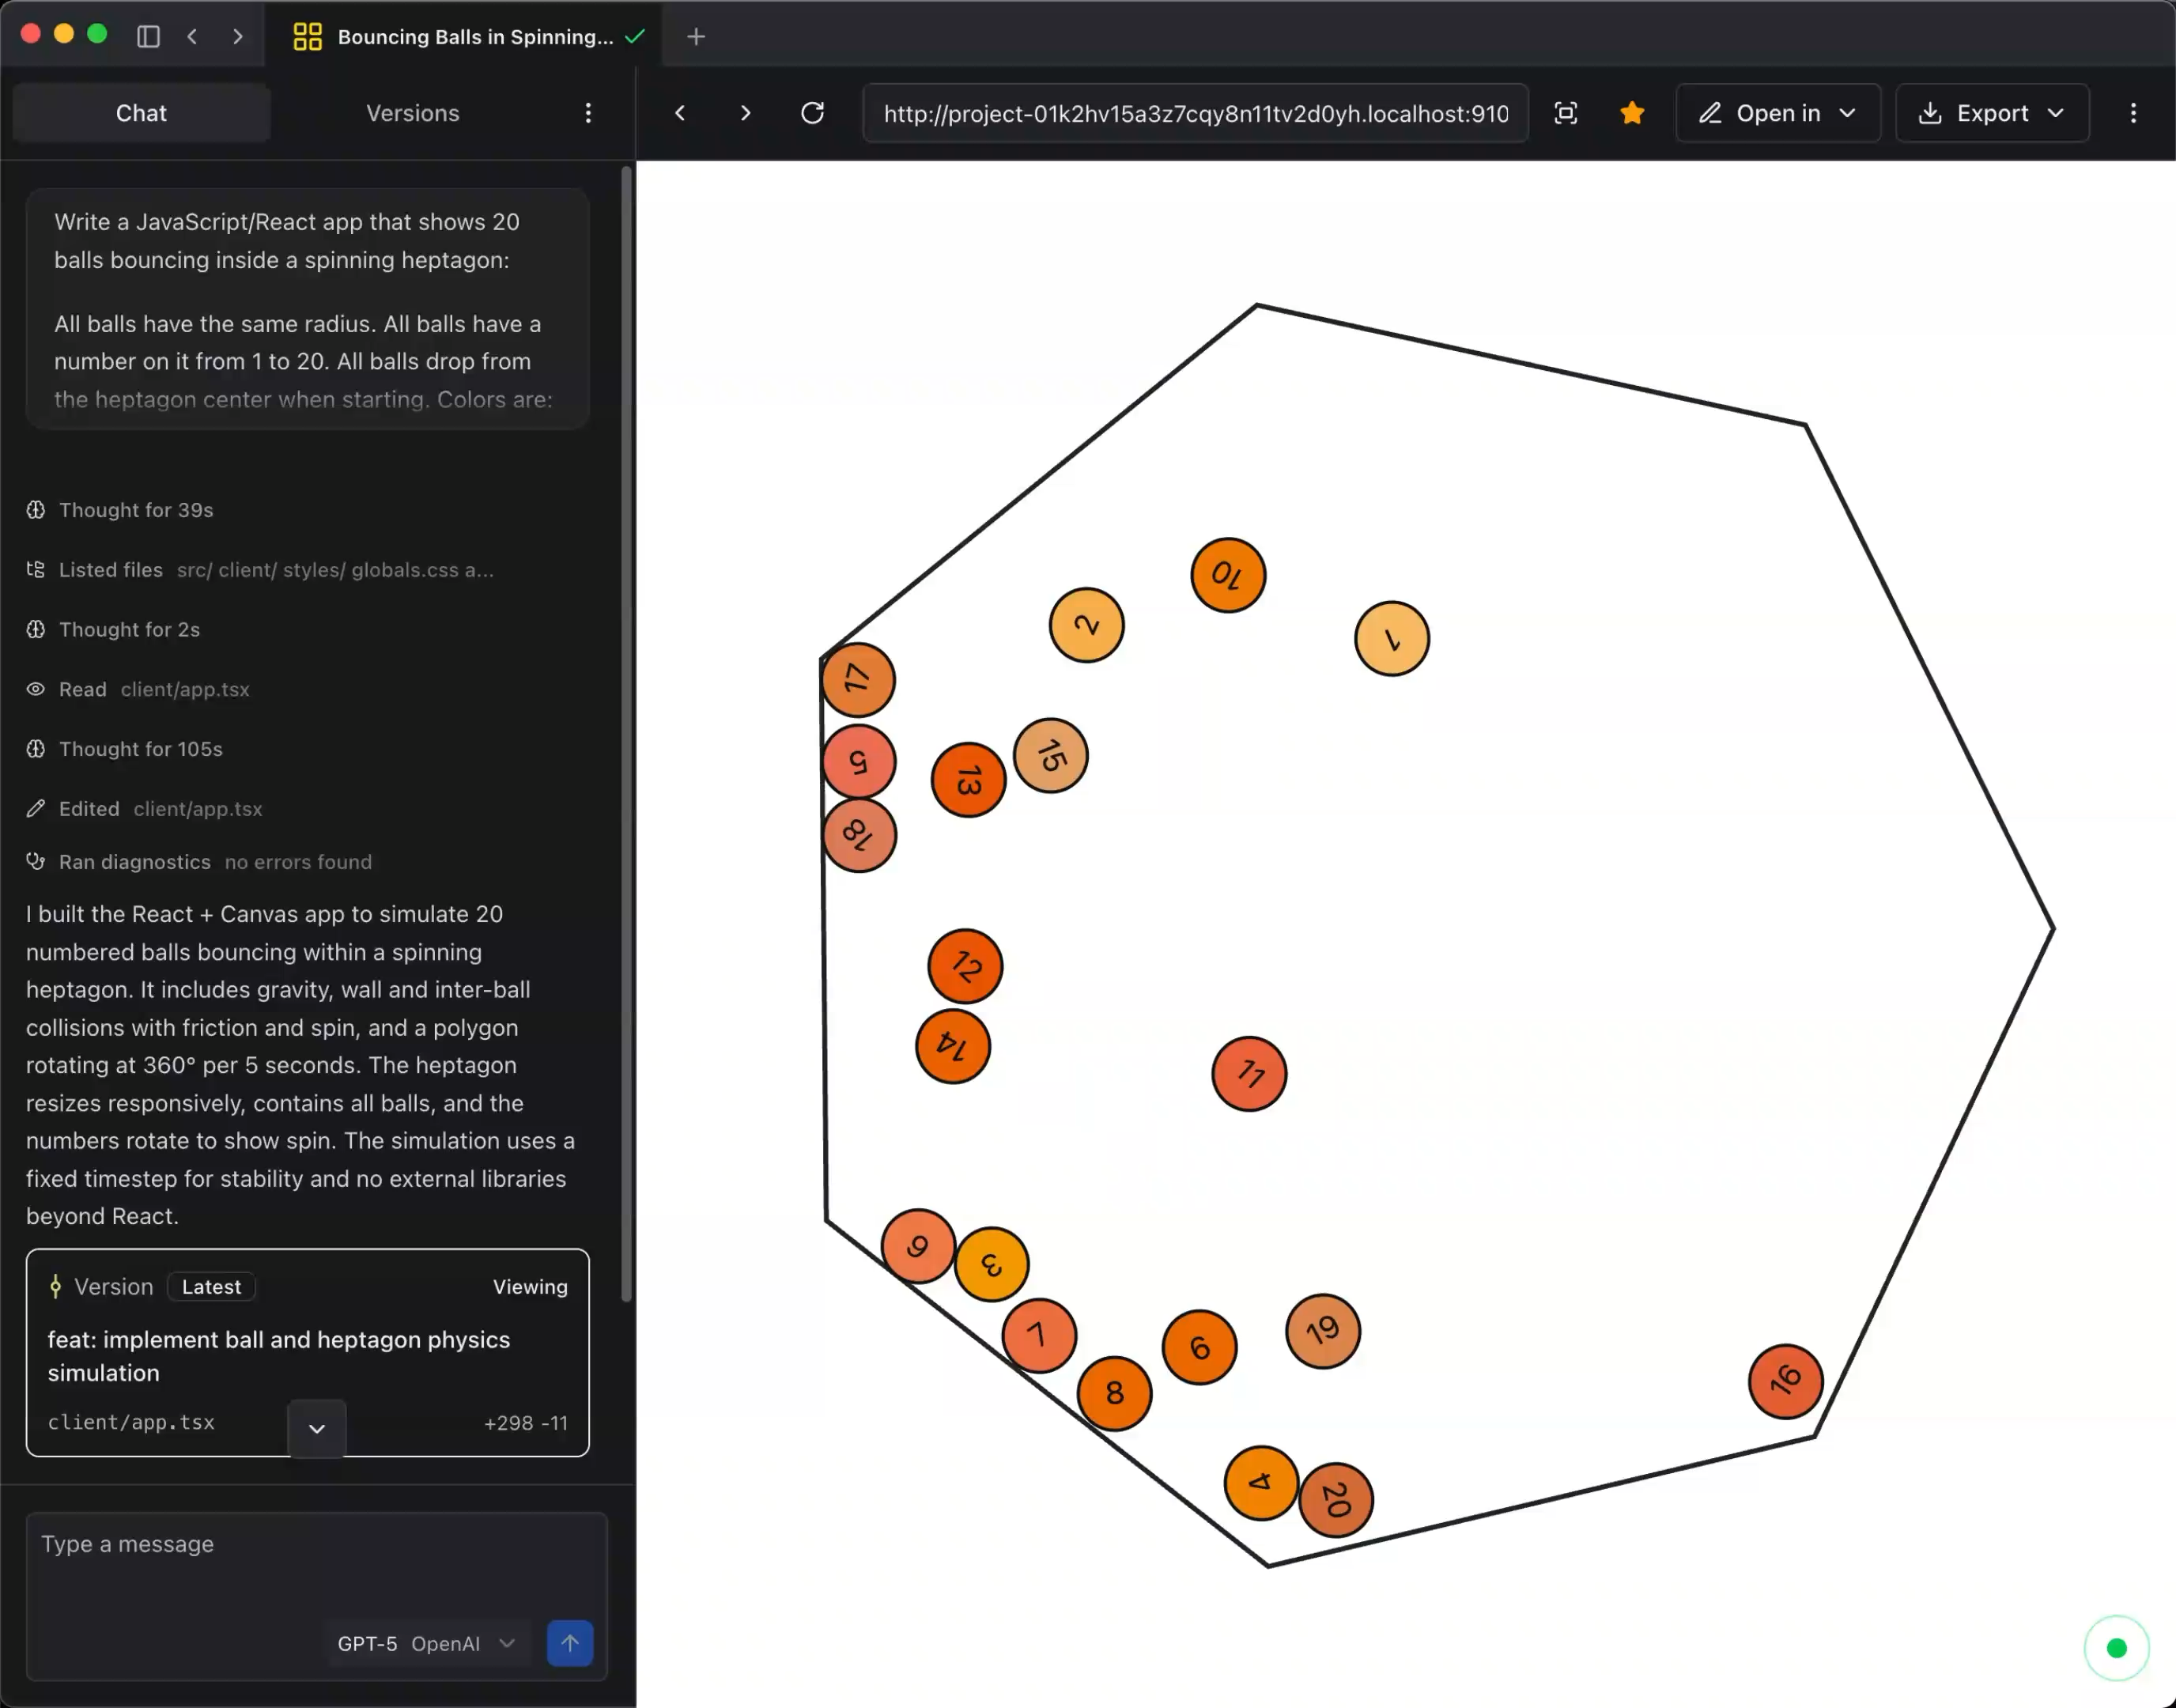 Bouncing Balls in Spinning...
Chat
Versions
http://project-01k2hv15a3z7cqy8n11tv2d0yh.localhost:910
Open in
Export
Write a JavaScript/React app that shows 20
balls bouncing inside a spinning heptagon:
All balls have the same radius. All balls have a
number on it from 1 to 20. All balls drop from
the heptagon center when starting. Colors are:
Thought for 39s
Listed files src/ client/ styles/ globals.css a...
Thought for 2s
Read client/app.tsx
Thought for 105s
Edited client/app.tsx
Ran diagnostics no errors found
I built the React + Canvas app to simulate 20
numbered balls bouncing within a spinning
heptagon. It includes gravity, wall and inter-ball
collisions with friction and spin, and a polygon
rotating at 360° per 5 seconds. The heptagon
resizes responsively, contains all balls, and the
numbers rotate to show spin. The simulation uses a
fixed timestep for stability and no external libraries
beyond React.
Version Latest Viewing
feat: implement ball and heptagon physics
simulation
client/app.tsx +298 -11
Type a message
GPT-5 OpenAI
10
2
1
17
5
13
15
18
12
14
11
9
3
7
8
6
19
16
4
20